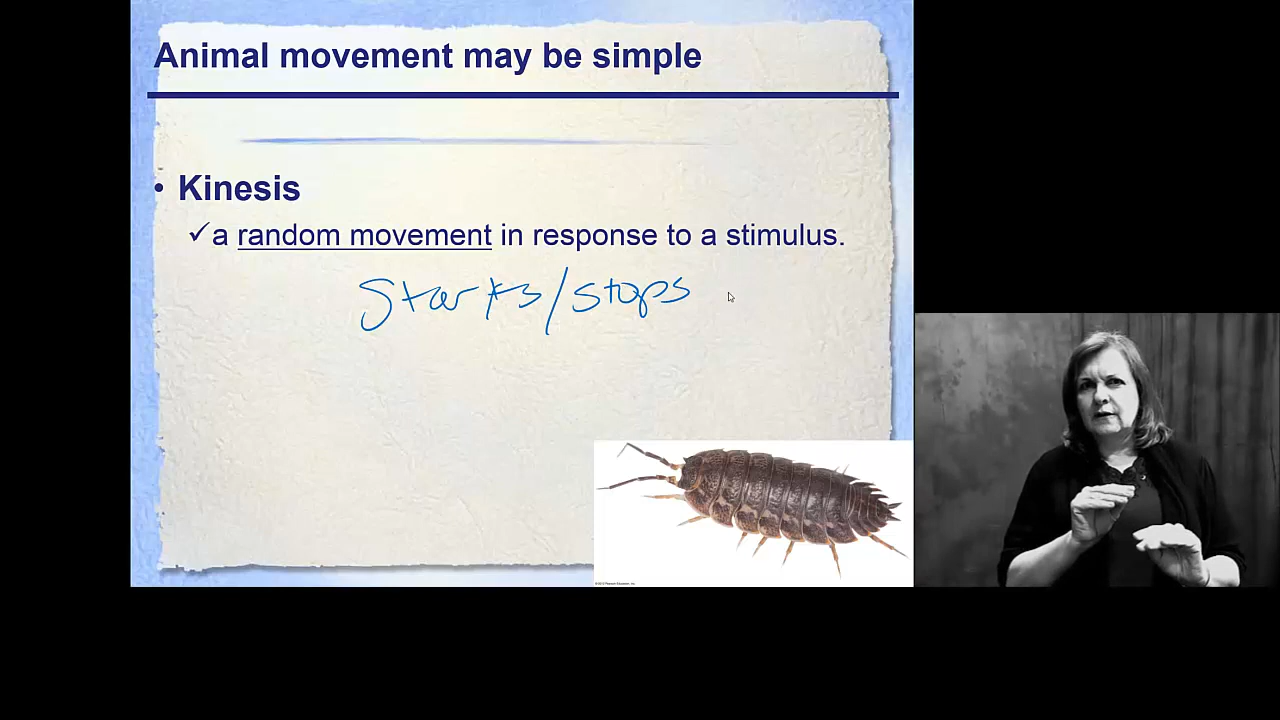 Animal movement may be simple
• Kinesis
✓a random movement in response to a stimulus.
Starts/stops